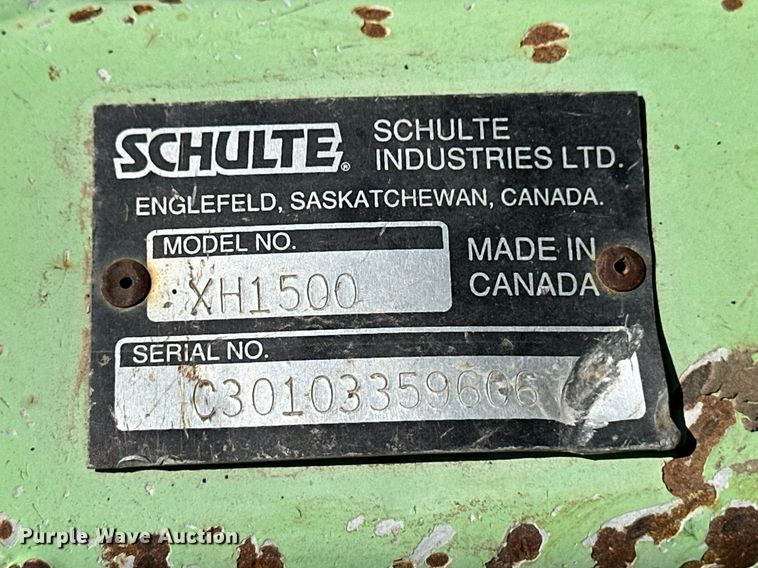 SCHULTE® SCHULTE
INDUSTRIES LTD.
ENGLEFELD, SASKATCHEWAN, CANADA.
MODEL NO.
XH1500
MADE IN
CANADA
SERIAL NO.
C30103359606
Purple Wave Auction